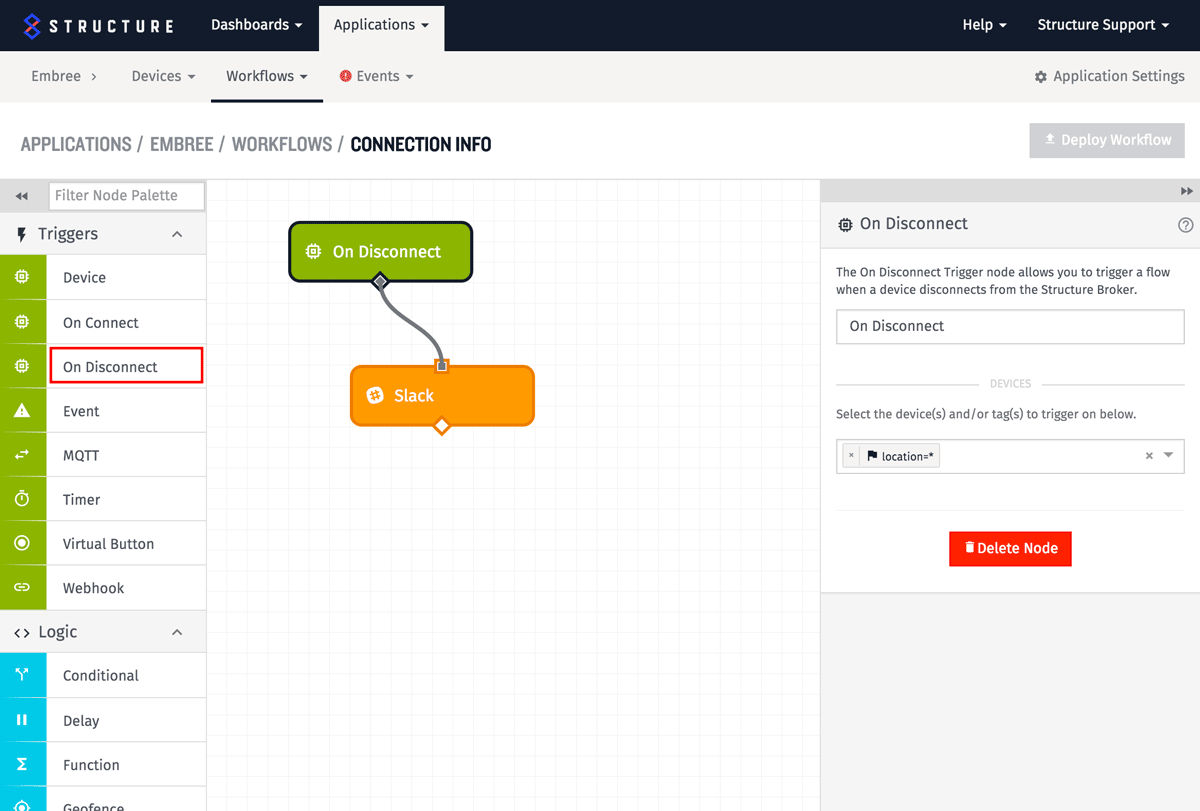 STRUCTURE
Dashboards
Applications
Help
Structure Support
Embree
Devices
Workflows
Events
Application Settings
APPLICATIONS / EMBREE / WORKFLOWS / CONNECTION INFO
Deploy Workflow
Filter Node Palette
Triggers
Device
On Connect
On Disconnect
Event
MQTT
Timer
Virtual Button
Webhook
Logic
Conditional
Delay
Function
Geofence
On Disconnect
Slack
On Disconnect
The On Disconnect Trigger node allows you to trigger a flow
when a device disconnects from the Structure Broker.
On Disconnect
DEVICES
Select the device(s) and/or tag(s) to trigger on below.
× location=* ×
Delete Node